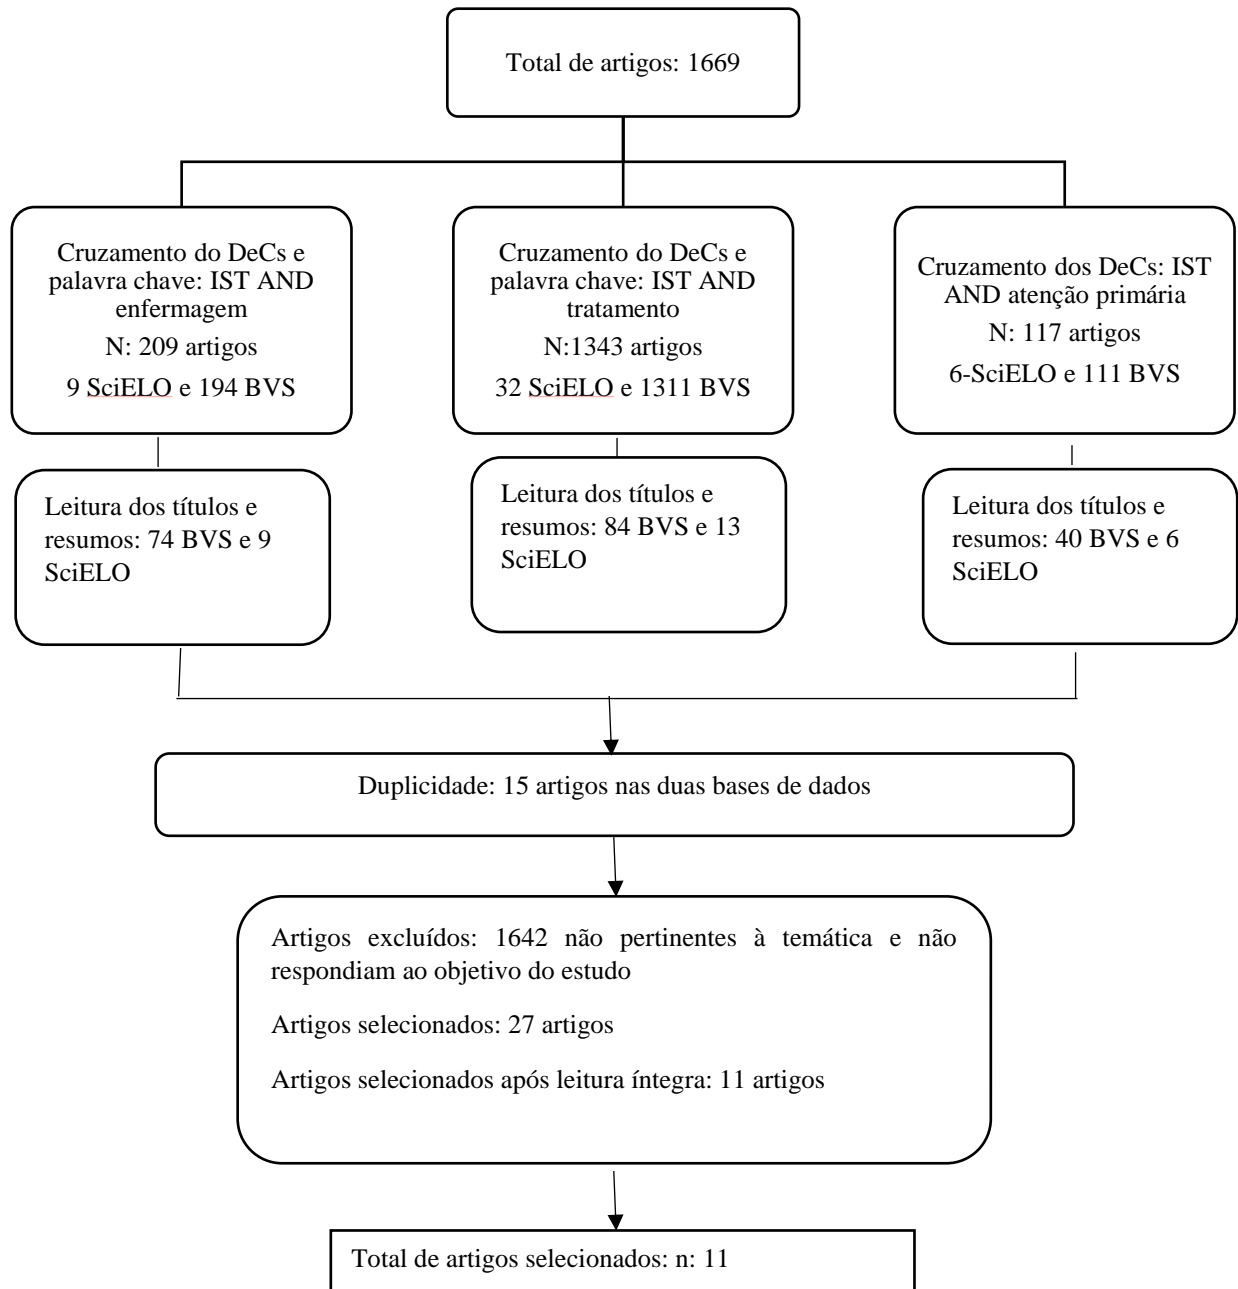 Total de artigos: 1669
Cruzamento do DeCs e
palavra chave: IST AND
enfermagem
N: 209 artigos
9 SciELO e 194 BVS
Cruzamento do DeCs e
palavra chave: IST AND
tratamento
N:1343 artigos
32 SciELO e 1311 BVS
Cruzamento dos DeCs: IST
AND atenção primária
N: 117 artigos
6-SciELO e 111 BVS
Leitura dos títulos e
resumos: 74 BVS e 9
SciELO
Leitura dos títulos e
resumos: 84 BVS e 13
SciELO
Leitura dos títulos e
resumos: 40 BVS e 6
SciELO
Duplicidade: 15 artigos nas duas bases de dados
Artigos excluídos: 1642 não pertinentes à temática e não
respondiam ao objetivo do estudo
Artigos selecionados: 27 artigos
Artigos selecionados após leitura íntegra: 11 artigos
Total de artigos selecionados: n: 11